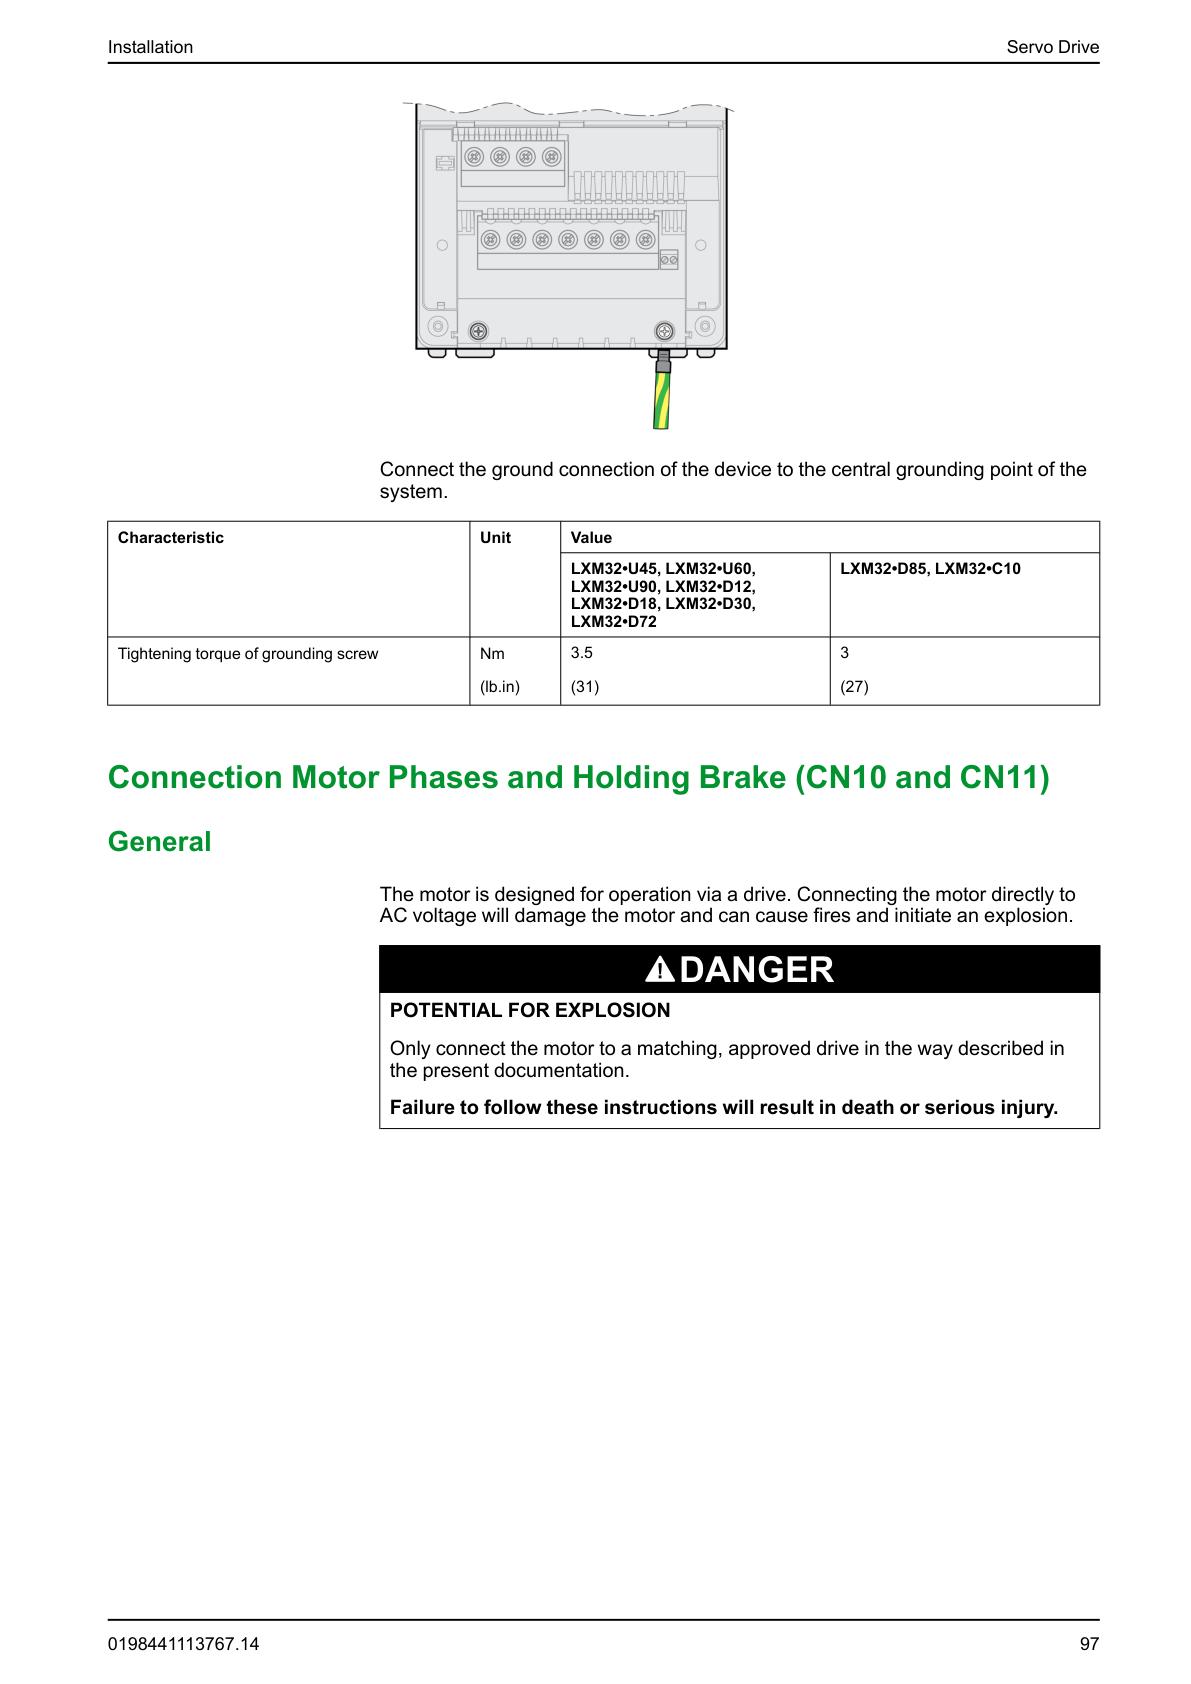 Installation
Servo Drive
Connect the ground connection of the device to the central grounding point of the
system.
Characteristic
Unit
Value
LXM32•U45, LXM32•U60,
LXM32•U90, LXM32•D12,
LXM32•D18, LXM32•D30,
LXM32•D72
LXM32•D85, LXM32•C10
Tightening torque of grounding screw
Nm
(lb.in)
3.5
(31)
3
(27)
Connection Motor Phases and Holding Brake (CN10 and CN11)
General
The motor is designed for operation via a drive. Connecting the motor directly to
AC voltage will damage the motor and can cause fires and initiate an explosion.
DANGER
POTENTIAL FOR EXPLOSION
Only connect the motor to a matching, approved drive in the way described in
the present documentation.
Failure to follow these instructions will result in death or serious injury.
0198441113767.14
97